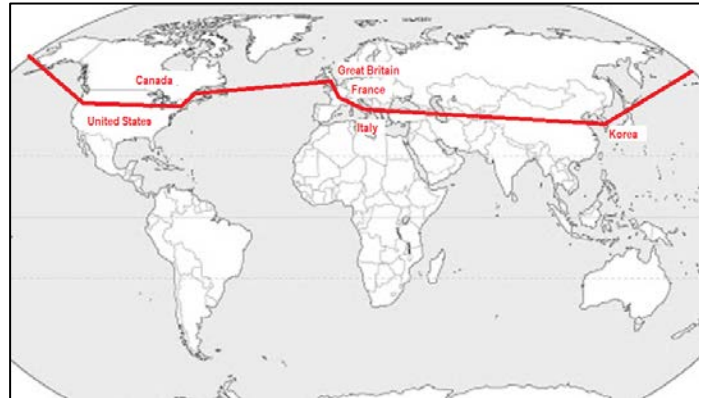 Canada
United States
Great Britain
France
Italy
Korea